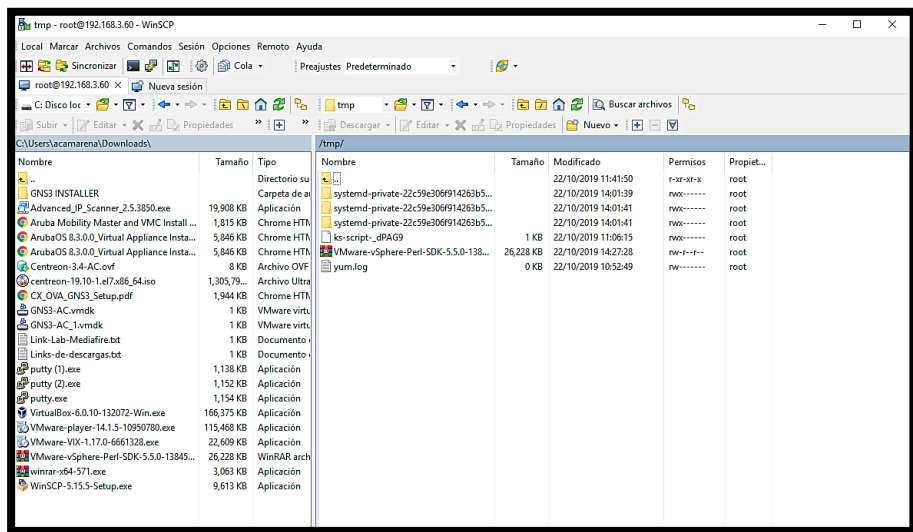 tmp - root@192.168.3.60 - WinSCP
Local Marcar Archivos Comandos Sesión Opciones Remoto Ayuda
Sincronizar Cola Preajustes Predeterminado
root@192.168.3.60 Nueva sesión
C: Disco loc tmp Buscar archivos
Subir Editar Propiedades » Descargar Editar Propiedades Nuevo
C:\Users\acamarena\Downloads\ /tmp/
Nombre Tamaño Tipo Nombre Tamaño Modificado Permisos Propiet...
.. Directorio su .. 22/10/2019 11:41:50 r-xr-xr-x root
GNS3 INSTALLER Carpeta de ar systemd-private-22c59e306f914263b5... 22/10/2019 14:01:39 rwx------ root
Advanced_IP_Scanner_2.5.3850.exe 19,908 KB Aplicación systemd-private-22c59e306f914263b5... 22/10/2019 14:01:41 rwx------ root
Aruba Mobility Master and VMC Install ... 1,815 KB Chrome HTM systemd-private-22c59e306f914263b5... 22/10/2019 14:01:41 rwx------ root
ArubaOS 8.3.0.0_Virtual Appliance Insta... 5,846 KB Chrome HTM ks-script-_dPAG9 1 KB 22/10/2019 11:06:15 rwx------ root
ArubaOS 8.3.0.0_Virtual Appliance Insta... 5,846 KB Chrome HTM VMware-vSphere-Perl-SDK-5.5.0-138... 26,228 KB 22/10/2019 14:27:28 rw-r--r-- root
Centreon-3.4-AC.ovf 8 KB Archivo OVF yum.log 0 KB 22/10/2019 10:52:49 rw------- root
centreon-19.10-1.el7.x86_64.iso 1,305,79... Archivo Ultra
CX_OVA_GNS3_Setup.pdf 1,944 KB Chrome HTM
GNS3-AC.vmdk 1 KB VMware virtu
GNS3-AC_1.vmdk 1 KB VMware virtu
Link-Lab-Mediafire.txt 1 KB Documento
Links-de-descargas.txt 1 KB Documento
putty (1).exe 1,138 KB Aplicación
putty (2).exe 1,152 KB Aplicación
putty.exe 1,154 KB Aplicación
VirtualBox-6.0.10-132072-Win.exe 166,375 KB Aplicación
VMware-player-14.1.5-10950780.exe 115,468 KB Aplicación
VMware-VIX-1.17.0-6661328.exe 22,609 KB Aplicación
VMware-vSphere-Perl-SDK-5.5.0-13845... 26,228 KB WinRAR arch
winrar-x64-571.exe 3,063 KB Aplicación
WinSCP-5.15.5-Setup.exe 9,613 KB Aplicación